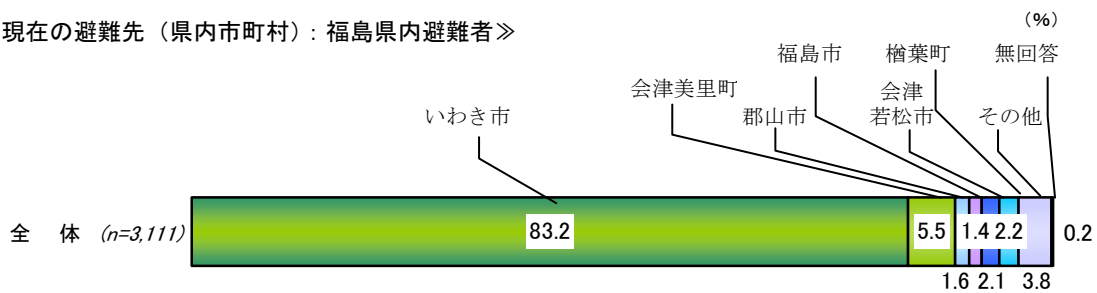 現在の避難先（県内市町村）：福島県内避難者≫
（%）
福島市 楢葉町 無回答
会津美里町 会津
いわき市 郡山市 若松市 その他
全 体 (n=3,111) 83.2 5.5 1.4 2.2 0.2
1.6 2.1 3.8